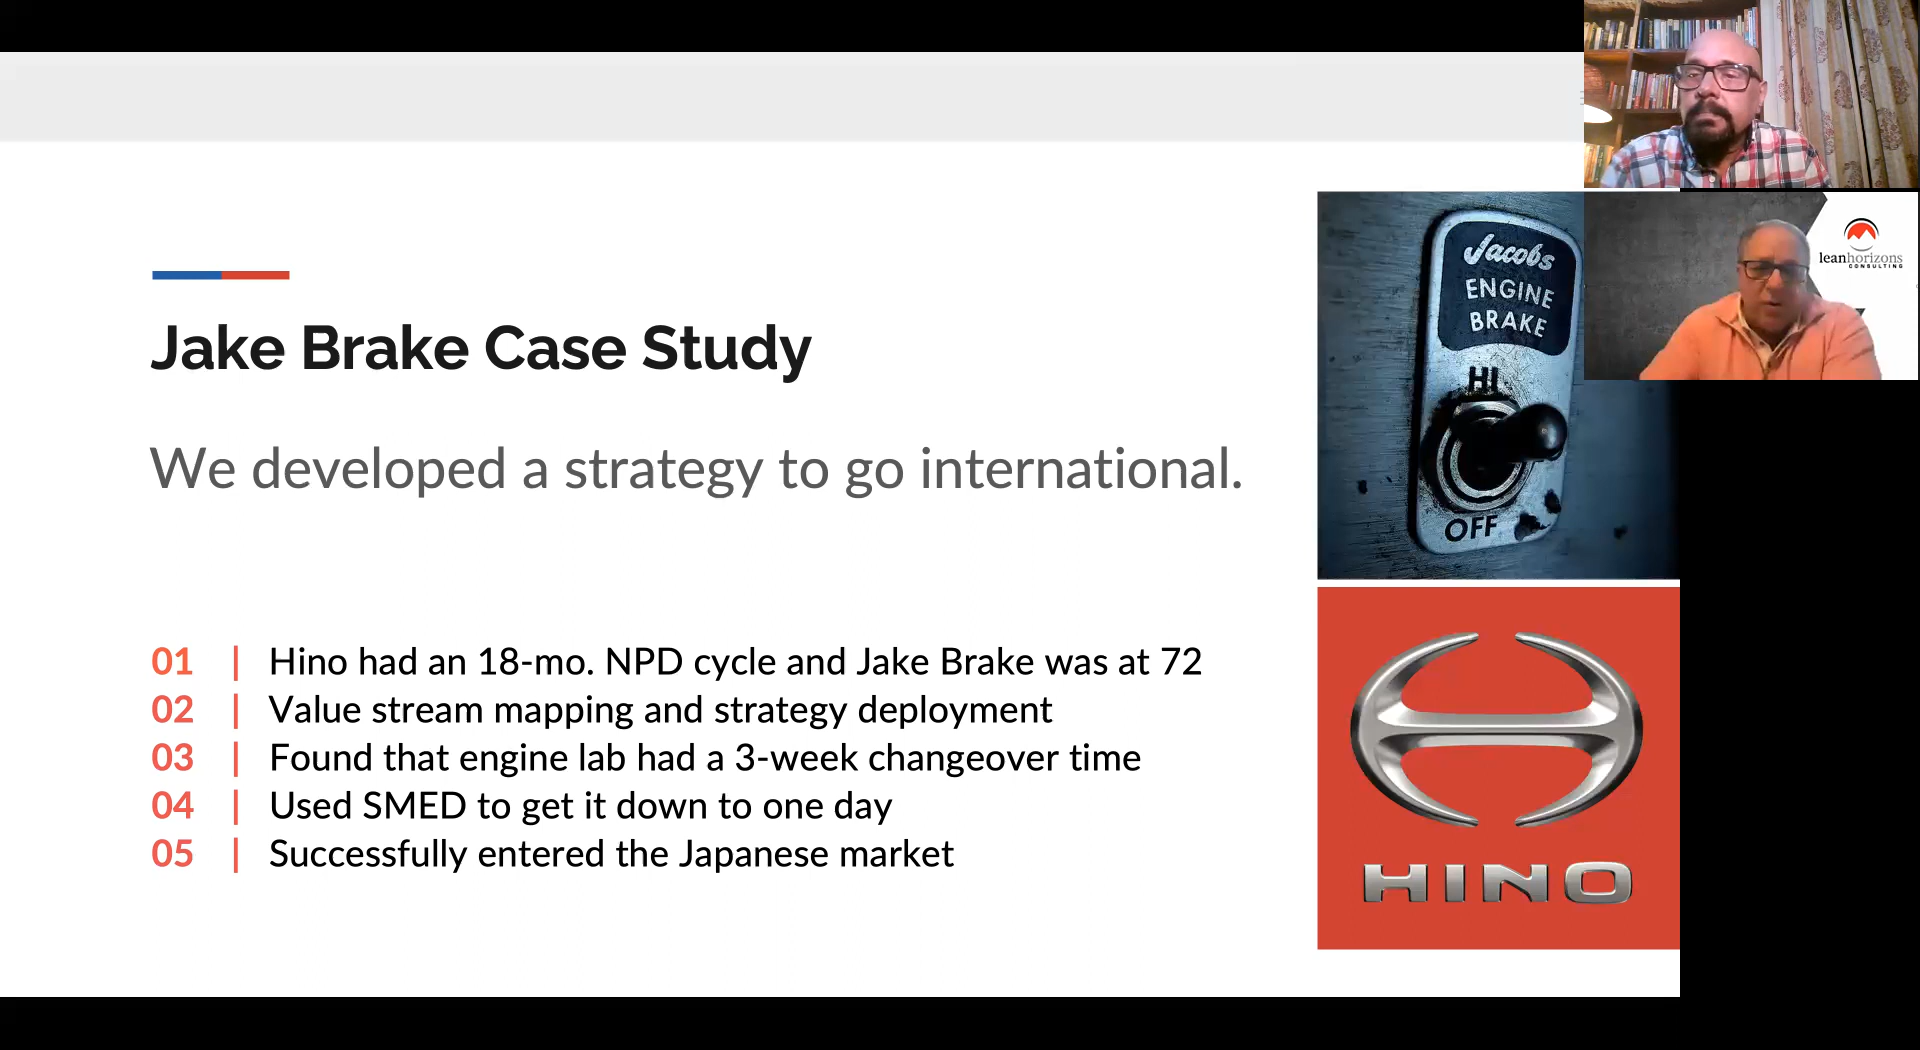 Jake Brake Case Study
We developed a strategy to go international.
01 | Hino had an 18-mo. NPD cycle and Jake Brake was at 72
02 | Value stream mapping and strategy deployment
03 | Found that engine lab had a 3-week changeover time
04 | Used SMED to get it down to one day
05 | Successfully entered the Japanese market
Jacobs
ENGINE
BRAKE
HI
OFF
HINO
leanhorizons
CONSULTING